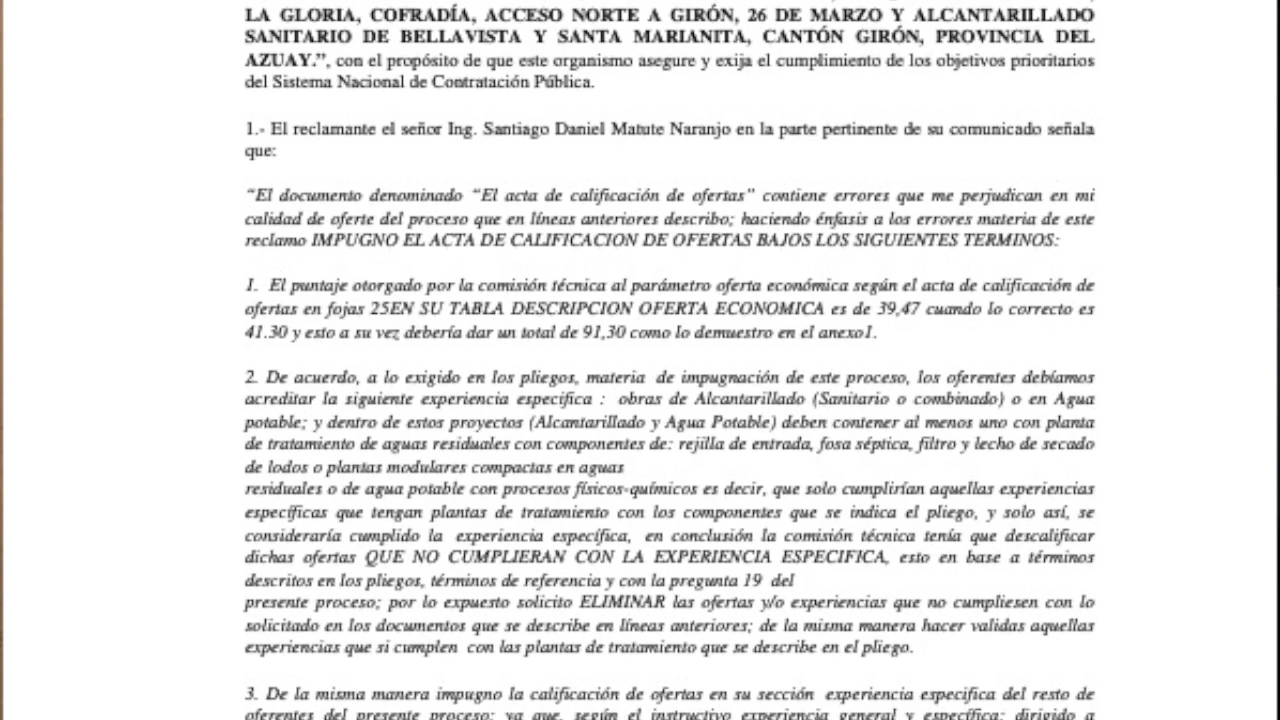 LA GLORIA, COFRADÍA, ACCESO NORTE A GIRÓN, 26 DE MARZO Y ALCANTARILLADO
SANITARIO DE BELLAVISTA Y SANTA MARIANITA, CANTÓN GIRÓN, PROVINCIA DEL
AZUAY.”, con el propósito de que este organismo asegure y exija el cumplimiento de los objetivos prioritarios
del Sistema Nacional de Contratación Pública.
1.- El reclamante el señor Ing. Santiago Daniel Matute Naranjo en la parte pertinente de su comunicado señala
que:
“El documento denominado “El acta de calificación de ofertas” contiene errores que me perjudican en mi
calidad de oferte del proceso que en líneas anteriores describo; haciendo énfasis a los errores materia de este
reclamo IMPUGNO EL ACTA DE CALIFICACION DE OFERTAS BAJOS LOS SIGUIENTES TERMINOS:
1. El puntaje otorgado por la comisión técnica al parámetro oferta económica según el acta de calificación de
ofertas en fojas 25EN SU TABLA DESCRIPCION OFERTA ECONOMICA es de 39,47 cuando lo correcto es
41.30 y esto a su vez debería dar un total de 91,30 como lo demuestro en el anexo1.
2. De acuerdo, a lo exigido en los pliegos, materia de impugnación de este proceso, los oferentes debíamos
acreditar la siguiente experiencia especifica : obras de Alcantarillado (Sanitario o combinado) o en Agua
potable; y dentro de estos proyectos (Alcantarillado y Agua Potable) deben contener al menos uno con planta
de tratamiento de aguas residuales con componentes de: rejilla de entrada, fosa séptica, filtro y lecho de secado
de lodos o plantas modulares compactas en aguas
residuales o de agua potable con procesos físicos-químicos es decir, que solo cumplirían aquellas experiencias
específicas que tengan plantas de tratamiento con los componentes que se indica el pliego, y solo así, se
consideraría cumplido la experiencia específica, en conclusión la comisión técnica tenía que descalificar
dichas ofertas QUE NO CUMPLIERAN CON LA EXPERIENCIA ESPECIFICA, esto en base a términos
descritos en los pliegos, términos de referencia y con la pregunta 19 del
presente proceso; por lo expuesto solicito ELIMINAR las ofertas y/o experiencias que no cumpliesen con lo
solicitado en los documentos que se describe en líneas anteriores; de la misma manera hacer validas aquellas
experiencias que si cumplen con las plantas de tratamiento que se describe en el pliego.
3. De la misma manera impugno la calificación de ofertas en su sección experiencia especifica del resto de
oferentes del presente proceso; ya que, según el instructivo experiencia general y específica; dirigido a